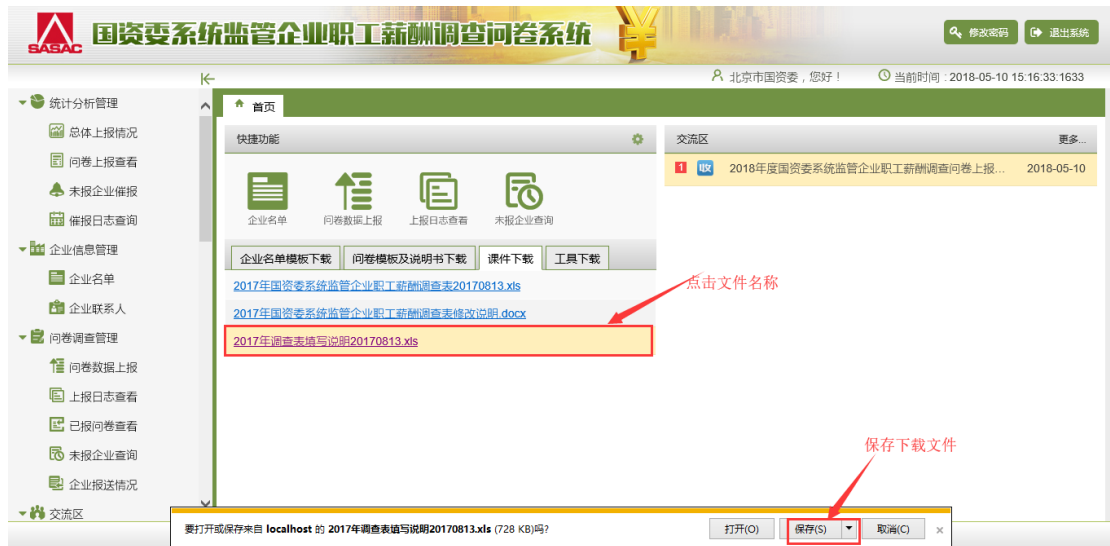 SASAC 国资委系统监管企业职工薪酬调查问卷系统 修改密码 退出系统
北京市国资委，您好！ 当前时间：2018-05-10 15:16:33:1633
统计分析管理
总体上报情况
问卷上报查看
未报企业催报
催报日志查询
企业信息管理
企业名单
企业联系人
问卷调查管理
问卷数据上报
上报日志查看
已报问卷查看
未报企业查询
企业报送情况
交流区
首页
快捷功能
企业名单 问卷数据上报 上报日志查看 未报企业查询
企业名单模板下载 问卷模板及说明书下载 课件下载 工具下载
2017年国资委系统监管企业职工薪酬调查表20170813.xls
2017年国资委系统监管企业职工薪酬调查表修改说明.docx
2017年调查表填写说明20170813.xls
交流区 更多...
1 收 2018年度国资委系统监管企业职工薪酬调查问卷上报... 2018-05-10
点击文件名称
保存下载文件
要打开或保存来自 localhost 的 2017年调查表填写说明20170813.xls (728 KB)吗? 打开(O) 保存(S) 取消(C) ×